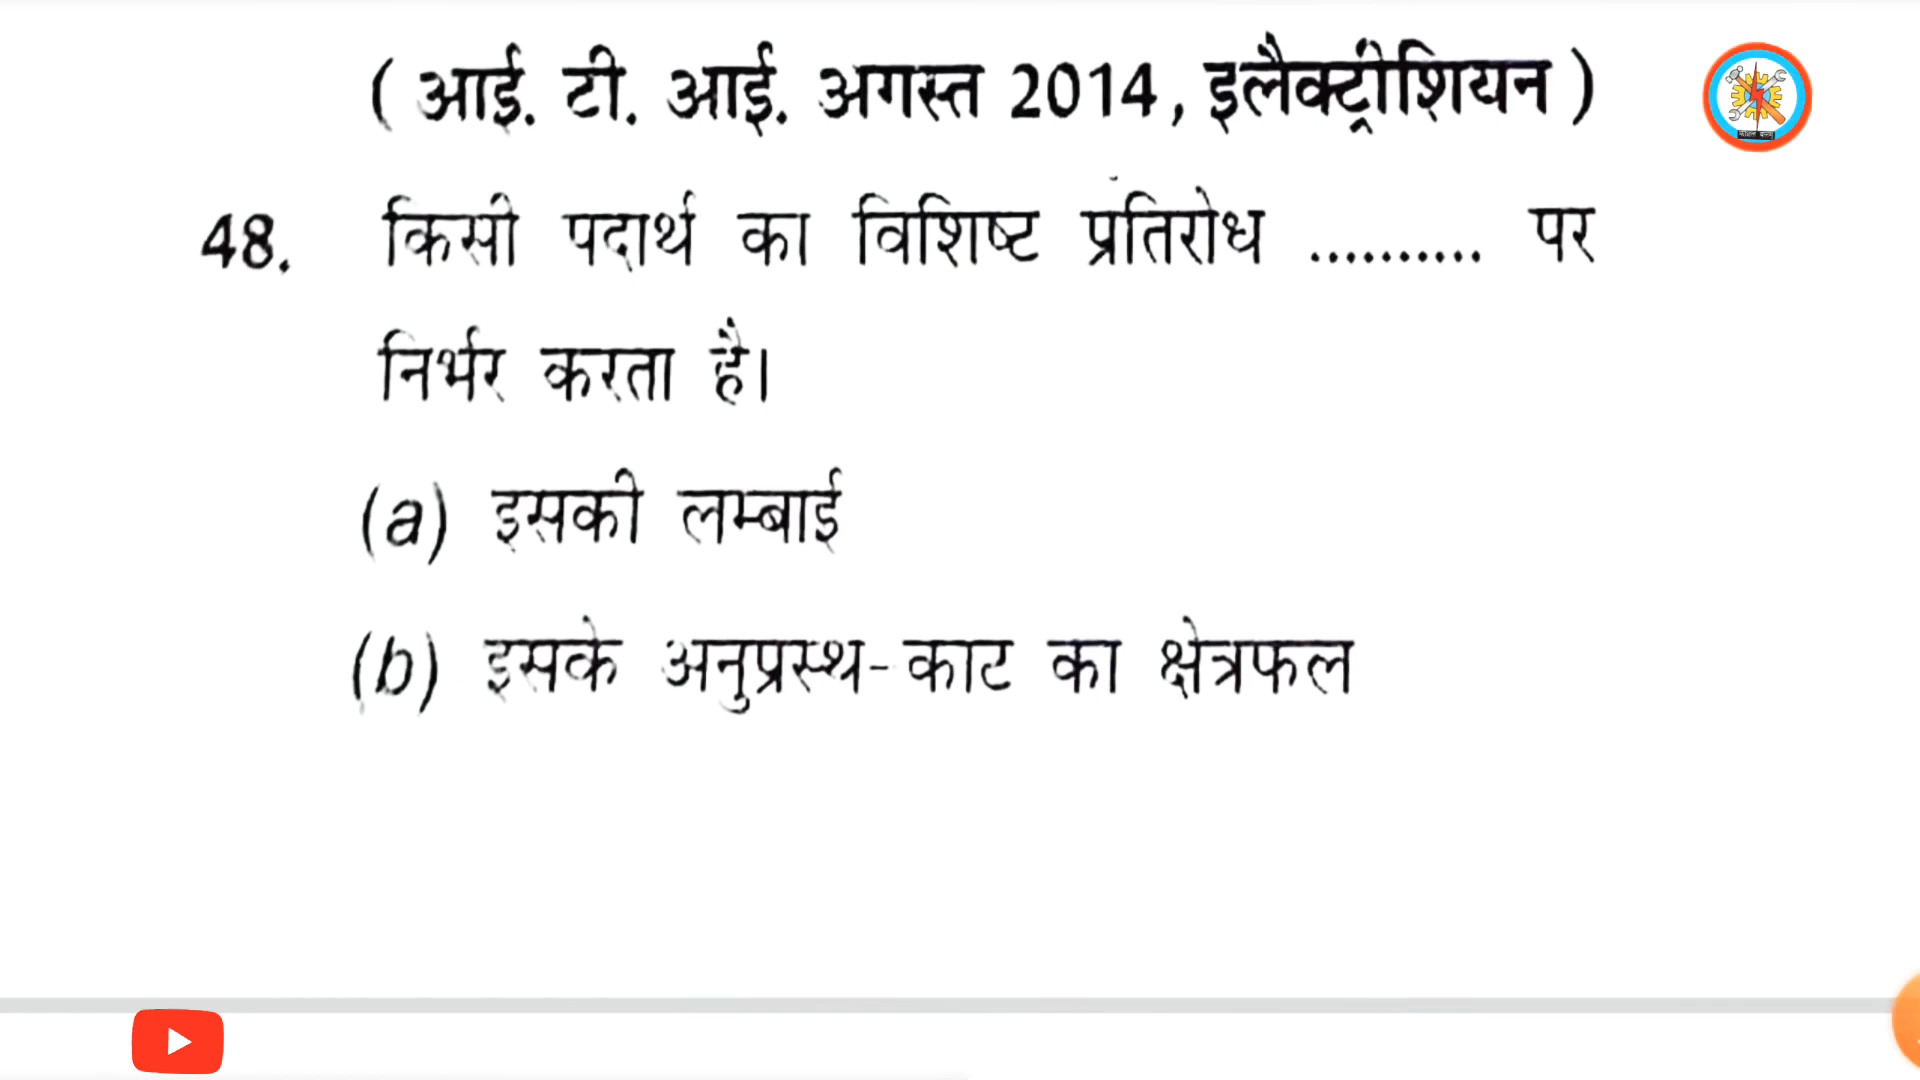 ( आई. टी. आई. अगस्त 2014, इलैक्ट्रीशियन )
48. किसी पदार्थ का विशिष्ट प्रतिरोध .......... पर
निर्भर करता है।
(a) इसकी लम्बाई
(b) इसके अनुप्रस्थ-काट का क्षेत्रफल